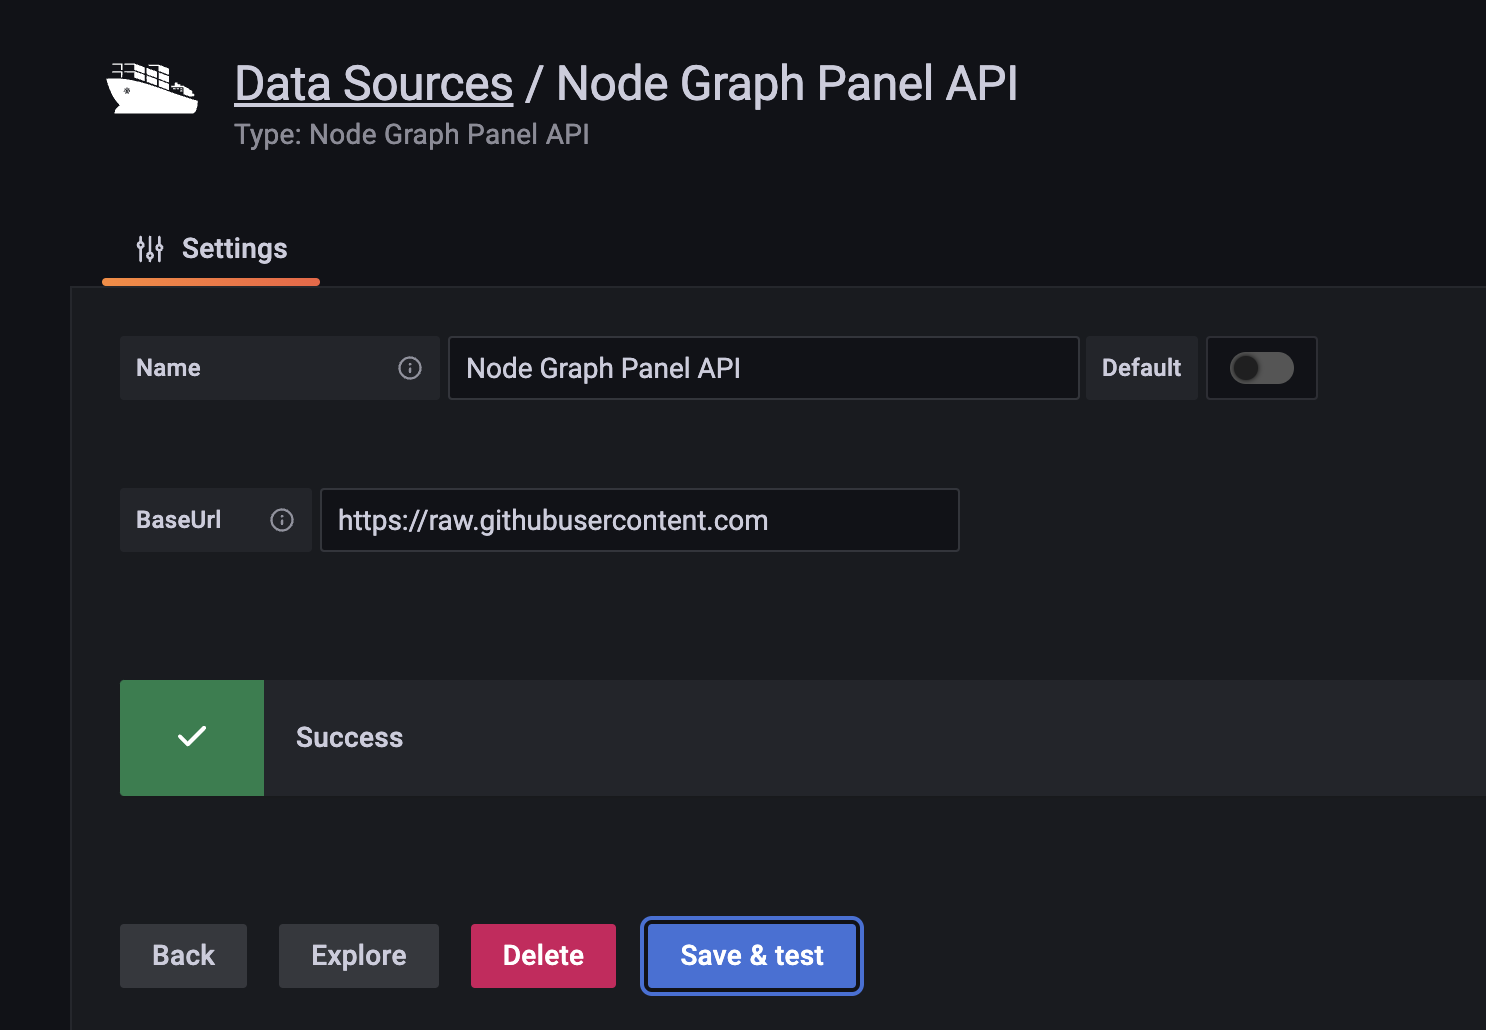 Data Sources / Node Graph Panel API
Type: Node Graph Panel API
Settings
Name
Node Graph Panel API
Default
BaseUrl
https://raw.githubusercontent.com
Success
Back
Explore
Delete
Save & test